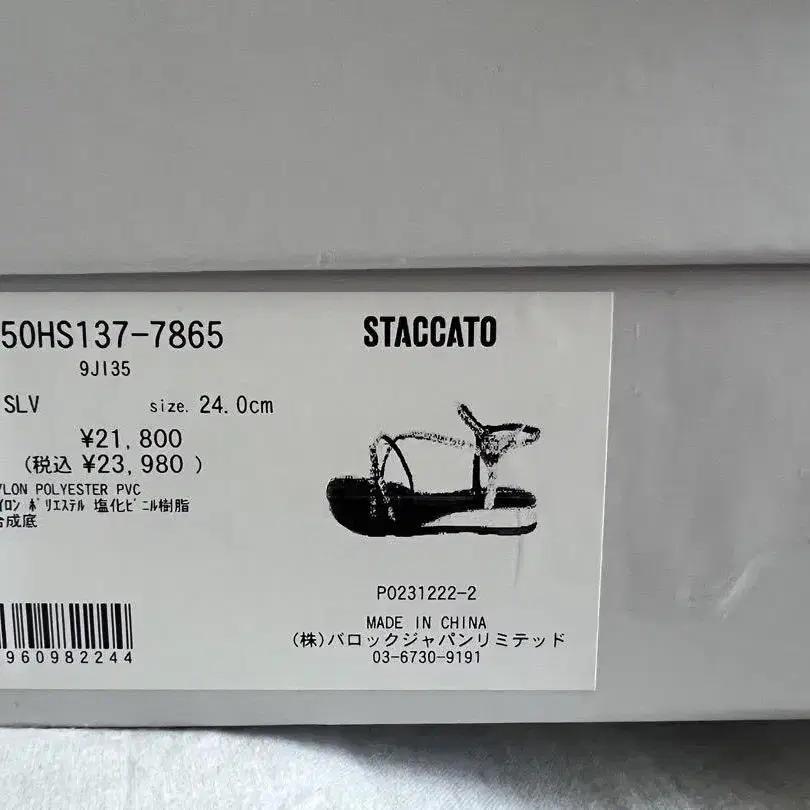 50HS137-7865
9JI35
SLV size. 24.0cm
¥21,800
(税込 ¥23,980 )
YLON POLYESTER PVC
イロン ポリエステル 塩化ビニル樹脂
合成底
960982244
STACCATO
PO231222-2
MADE IN CHINA
(株)バロックジャパンリミテッド
03-6730-9191